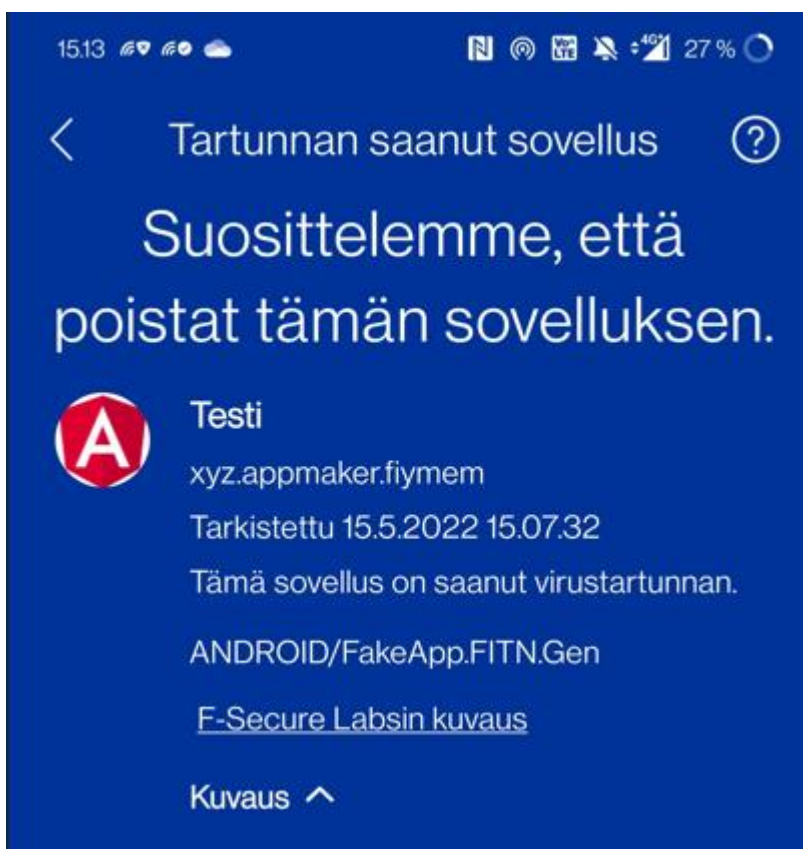 15.13 27 %
Tartunnan saanut sovellus ?
Suosittelemme, että
poistat tämän sovelluksen.
A
Testi
xyz.appmaker.fiymem
Tarkistettu 15.5.2022 15.07.32
Tämä sovellus on saanut virustartunnan.
ANDROID/FakeApp.FITN.Gen
F-Secure Labsin kuvaus
Kuvaus